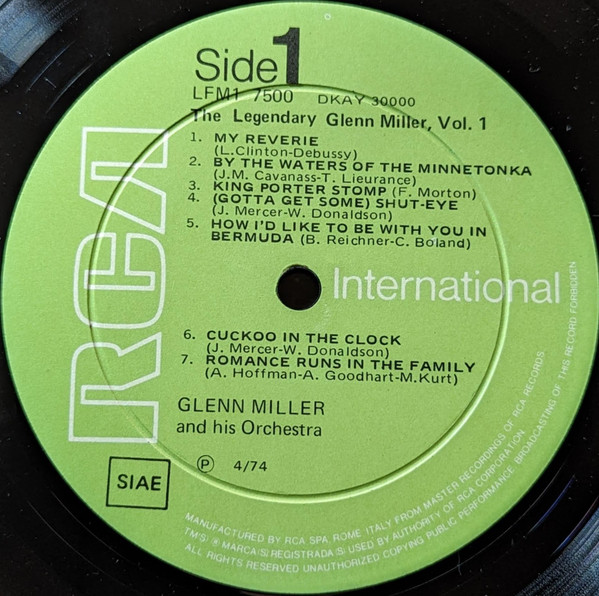 Side 1
LFM1 7500 DKAY 30000
The Legendary Glenn Miller, Vol. 1
1. MY REVERIE
(L.Clinton-Debussy)
2. BY THE WATERS OF THE MINNETONKA
(J.M. Cavanass-T. Lieurance)
3. KING PORTER STOMP (F. Morton)
4. (GOTTA GET SOME) SHUT-EYE
(J. Mercer-W. Donaldson)
5. HOW I'D LIKE TO BE WITH YOU IN
BERMUDA (B. Reichner-C. Boland)
RCA
International
6. CUCKOO IN THE CLOCK
(J. Mercer-W. Donaldson)
7. ROMANCE RUNS IN THE FAMILY
(A. Hoffman-A. Goodhart-M.Kurt)
GLENN MILLER
and his Orchestra
Ⓟ 4/74
SIAE
MANUFACTURED BY RCA SPA, ROME ITALY FROM MASTER RECORDINGS OF RCA RECORDS
TM(S) ® MARCA(S) REGISTRADA(S) USED BY AUTHORITY OF RCA CORPORATION
ALL RIGHTS RESERVED UNAUTHORIZED COPYING PUBLIC PERFORMANCE BROADCASTING OF THIS RECORD FORBIDDEN